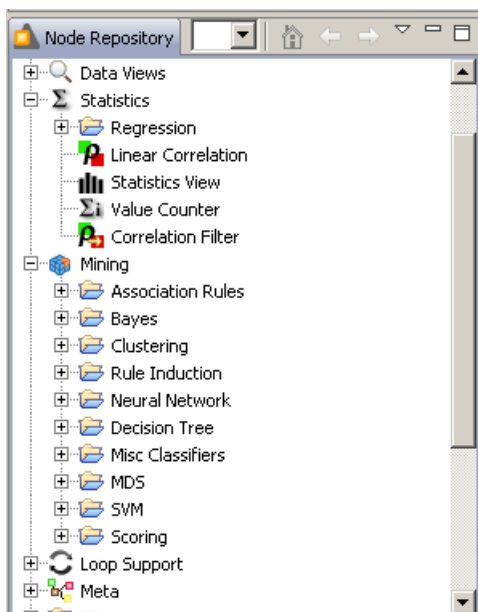 Node Repository
Data Views
Σ Statistics
Regression
ρ Linear Correlation
Statistics View
Σi Value Counter
ρ Correlation Filter
Mining
Association Rules
Bayes
Clustering
Rule Induction
Neural Network
Decision Tree
Misc Classifiers
MDS
SVM
Scoring
Loop Support
Meta